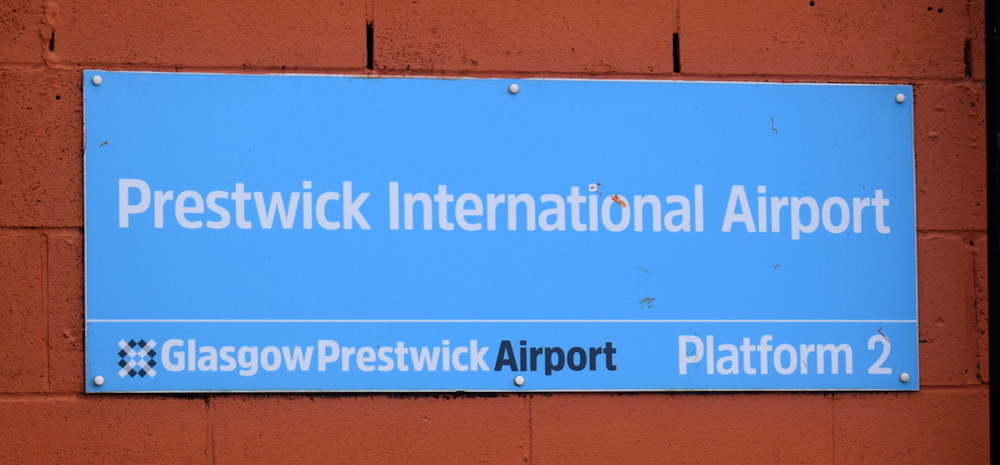 Prestwick International Airport
GlasgowPrestwickAirport Platform 2